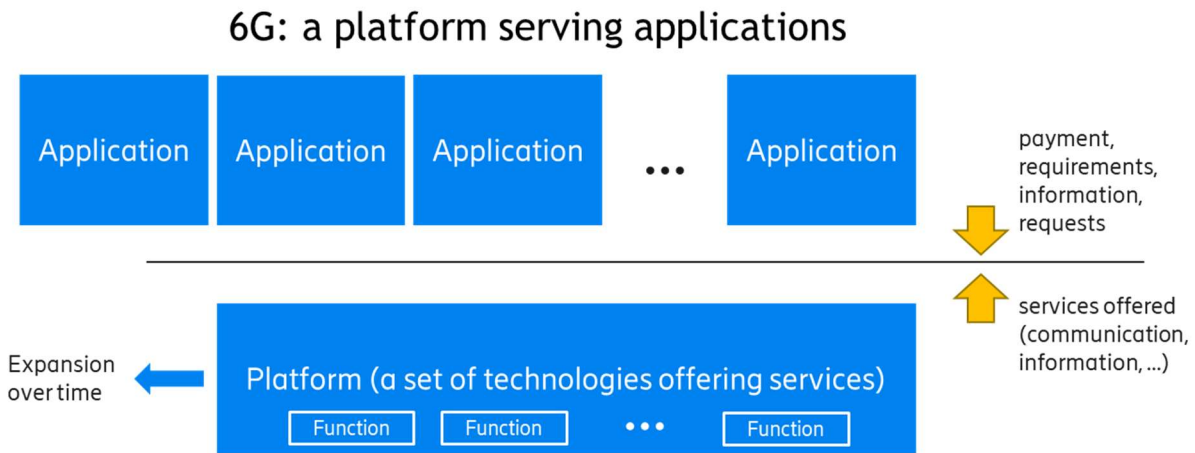 6G: a platform serving applications
Application
Application
Application
...
Application
payment,
requirements,
information,
requests
services offered
(communication,
information, ...)
Expansion
over time
Platform (a set of technologies offering services)
Function
Function
...
Function